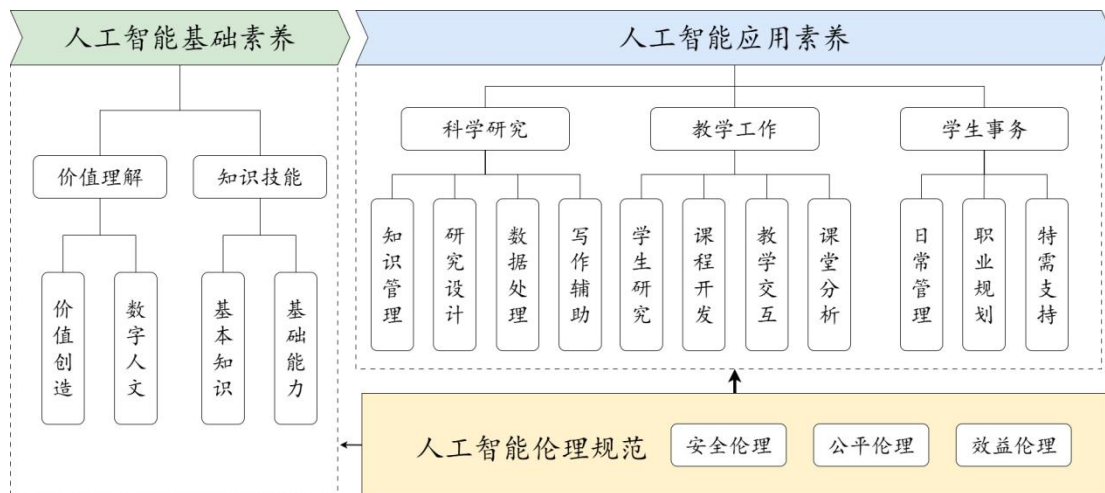 人工智能基础素养
人工智能应用素养
价值理解
知识技能
价值创造
数字人文
基本知识
基础能力
科学研究
教学工作
学生事务
知识管理
研究设计
数据处理
写作辅助
学生研究
课程开发
教学交互
课堂分析
日常管理
职业规划
特需支持
人工智能伦理规范
安全伦理
公平伦理
效益伦理